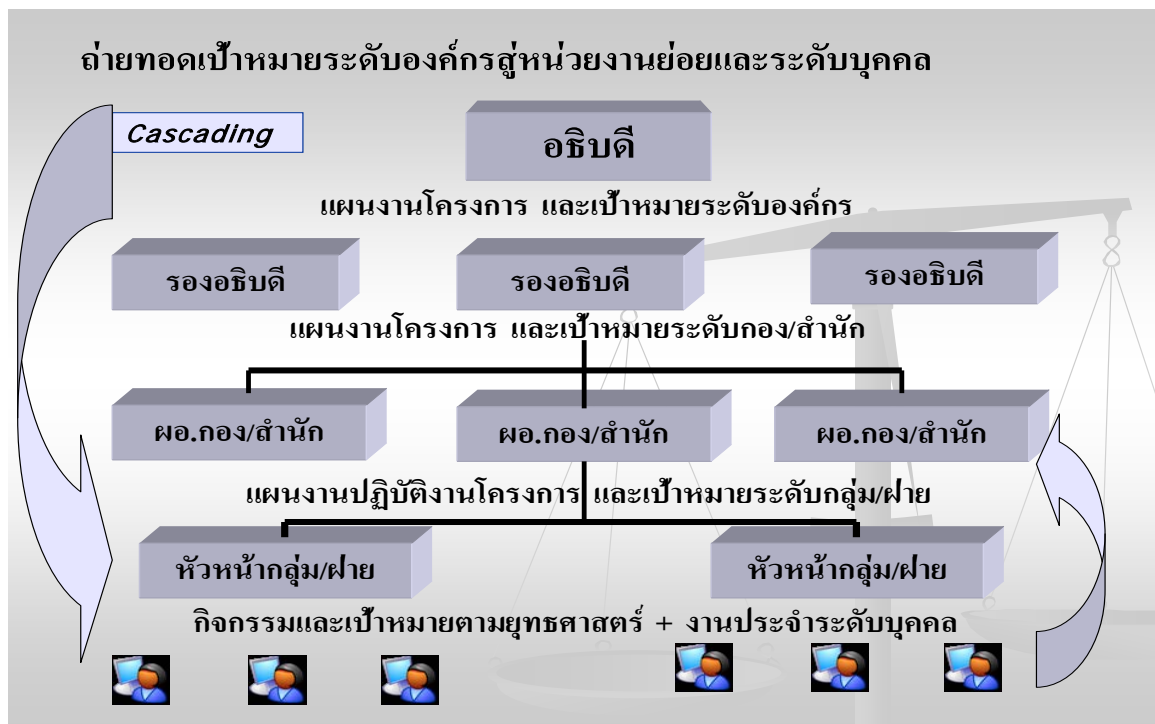 ถ่ายทอดเป้าหมายระดับองค์กรสู่หน่วยงานย่อยและระดับบุคคล
Cascading
อธิบดี
แผนงานโครงการ และเป้าหมายระดับองค์กร
รองอธิบดี
รองอธิบดี
รองอธิบดี
แผนงานโครงการ และเป้าหมายระดับกอง/สำนัก
ผอ.กอง/สำนัก
ผอ.กอง/สำนัก
ผอ.กอง/สำนัก
แผนงานปฏิบัติงานโครงการ และเป้าหมายระดับกลุ่ม/ฝ่าย
หัวหน้ากลุ่ม/ฝ่าย
หัวหน้ากลุ่ม/ฝ่าย
กิจกรรมและเป้าหมายตามยุทธศาสตร์ + งานประจำระดับบุคคล